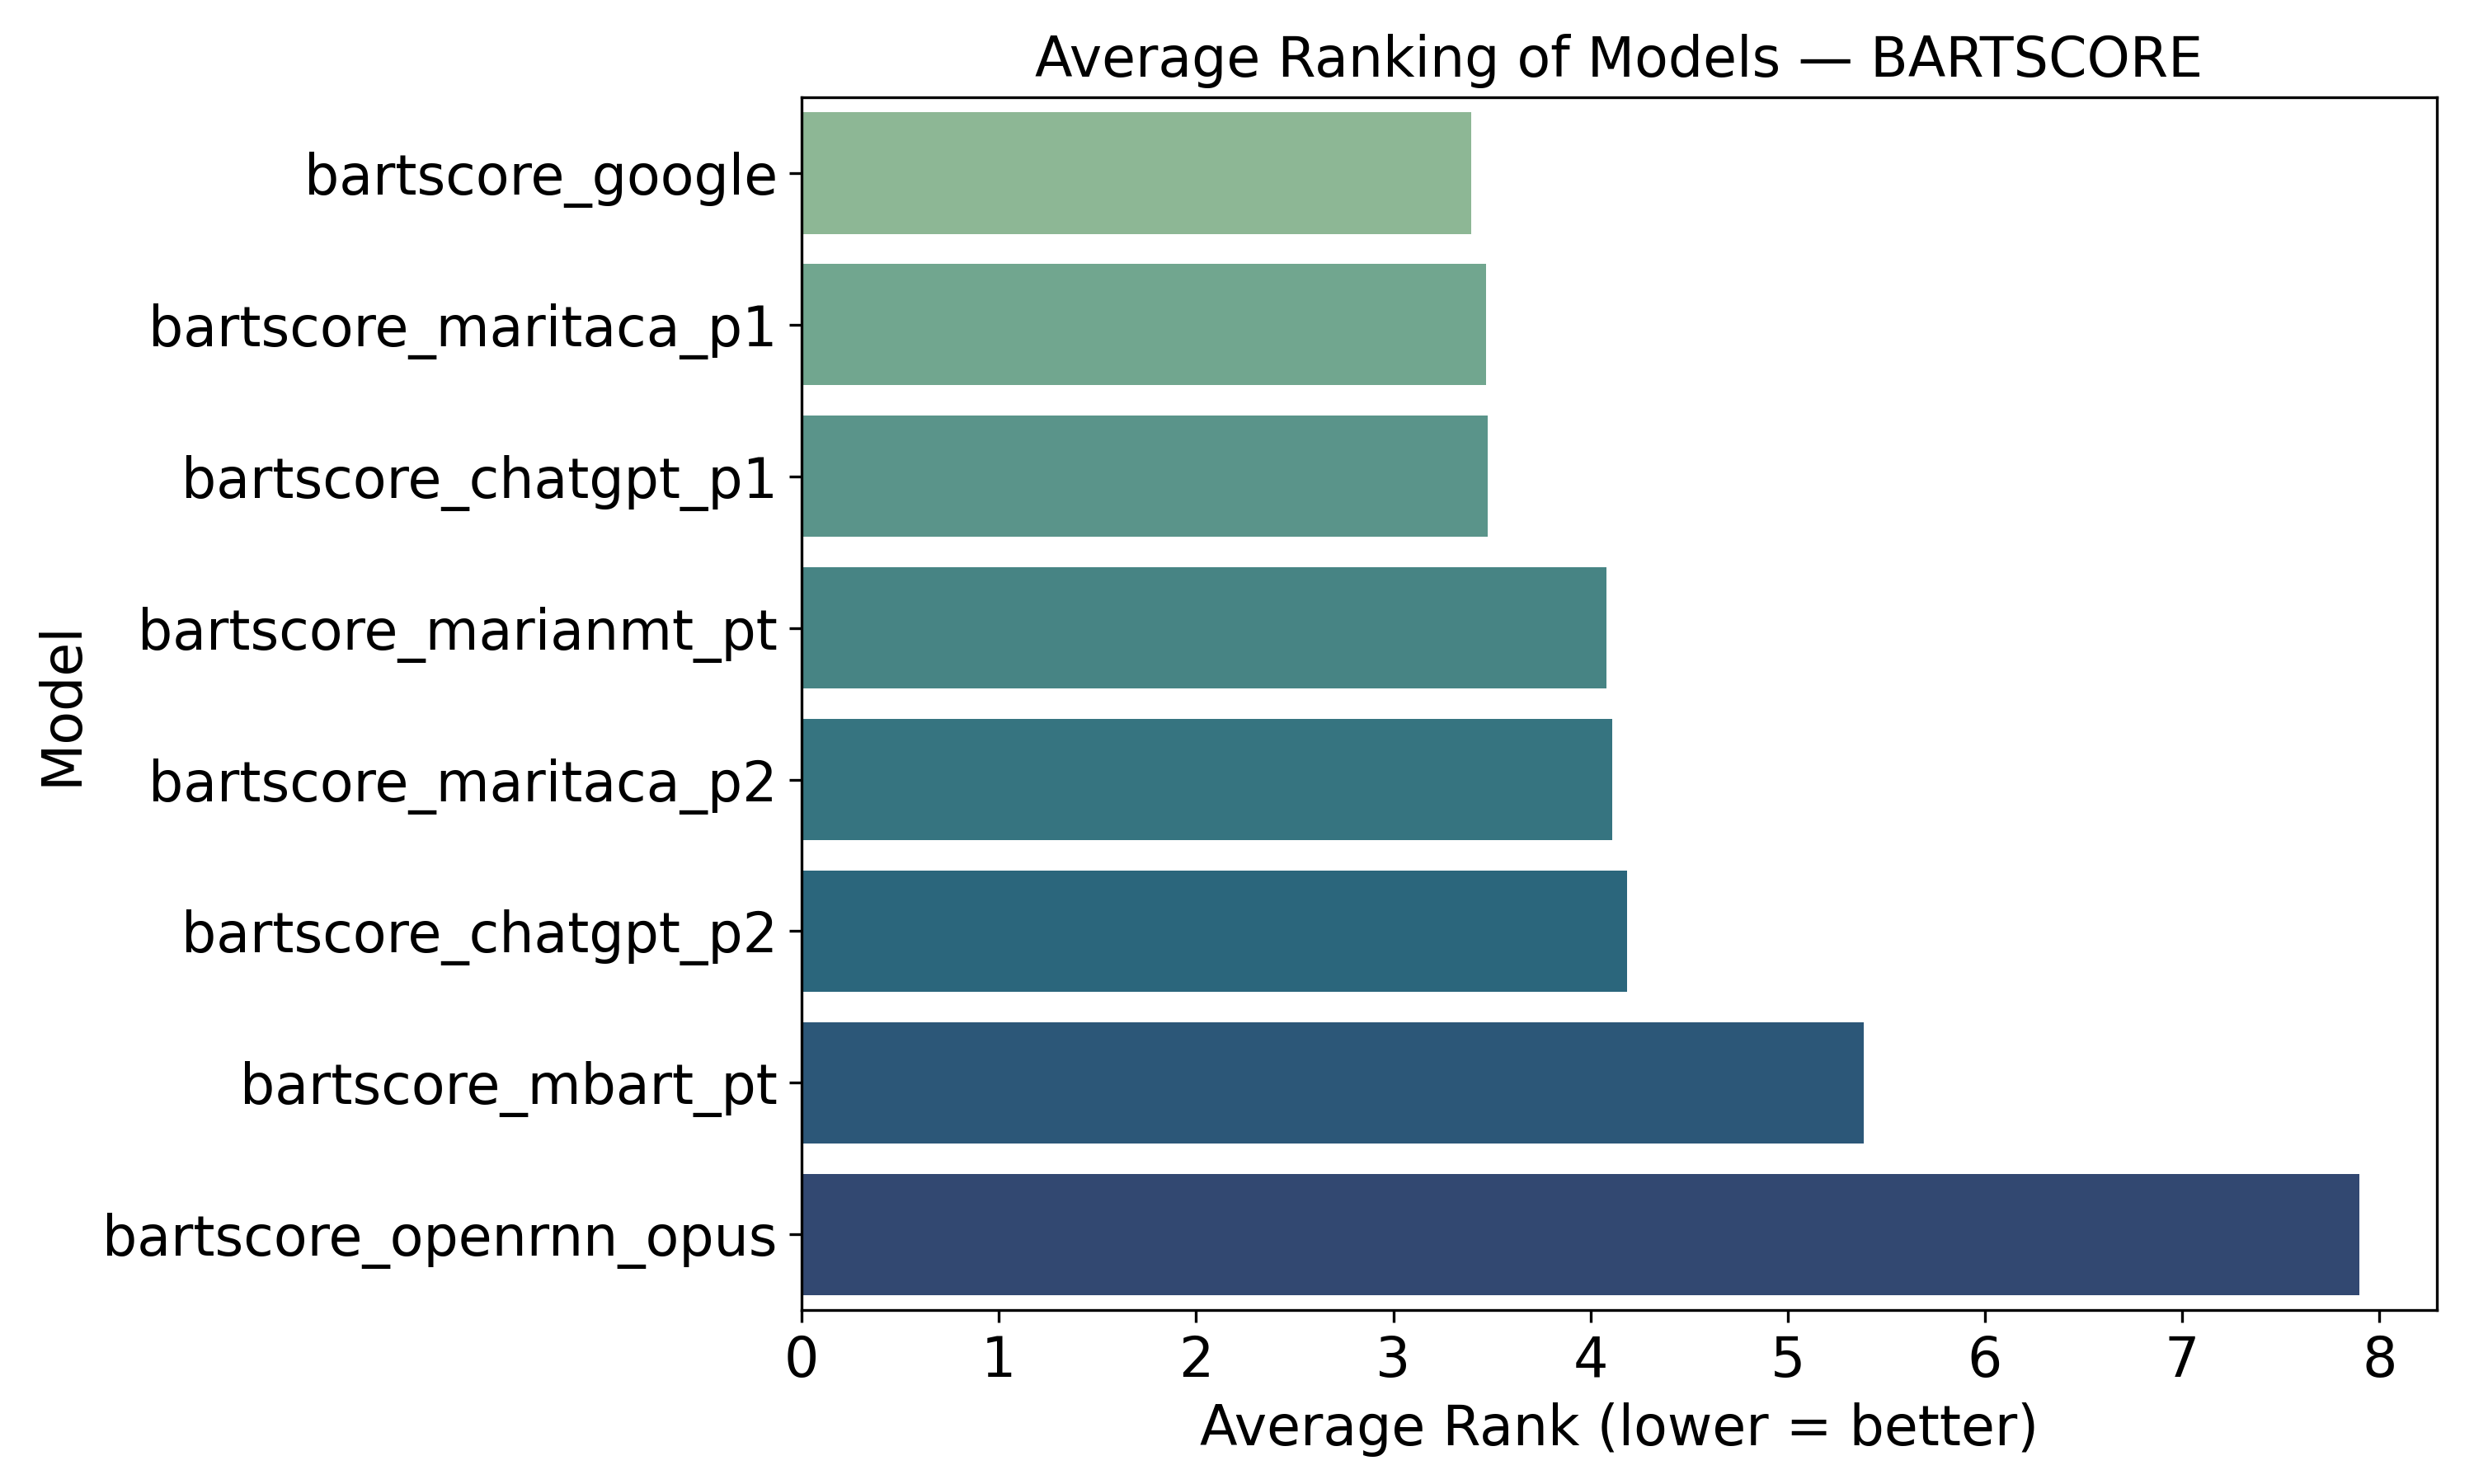 Average Ranking of Models — BARTSCORE
bartscore_google
bartscore_maritaca_p1
bartscore_chatgpt_p1
bartscore_marianmt_pt
bartscore_maritaca_p2
bartscore_chatgpt_p2
bartscore_mbart_pt
bartscore_openrnn_opus
Model
0 1 2 3 4 5 6 7 8
Average Rank (lower = better)